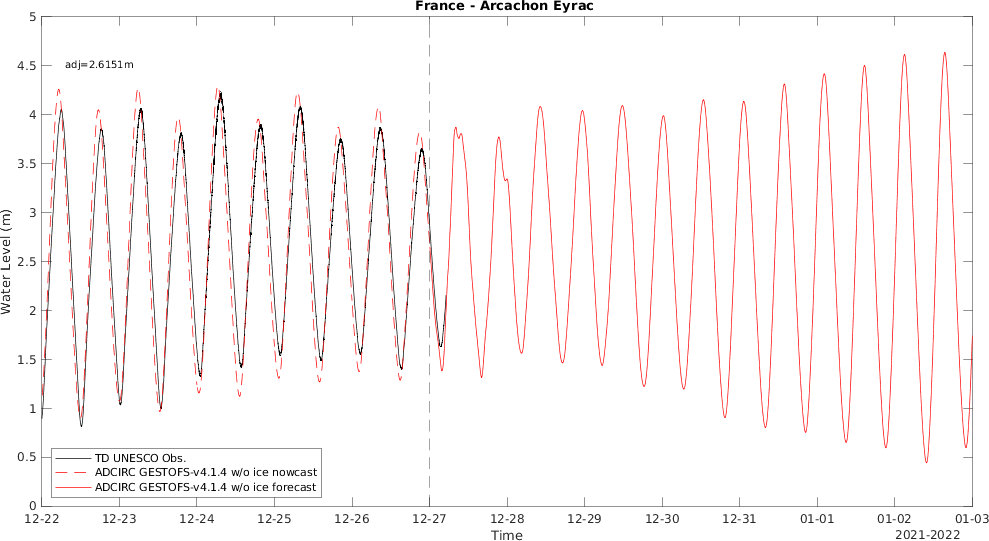 France - Arcachon Eyrac
adj=2.6151m
Water Level (m)
5
4.5
4
3.5
3
2.5
2
1.5
1
0.5
0
TD UNESCO Obs.
ADCIRC GESTOFS-v4.1.4 w/o ice nowcast
ADCIRC GESTOFS-v4.1.4 w/o ice forecast
12-22 12-23 12-24 12-25 12-26 12-27 12-28 12-29 12-30 12-31 01-01 01-02 01-03
Time
2021-2022